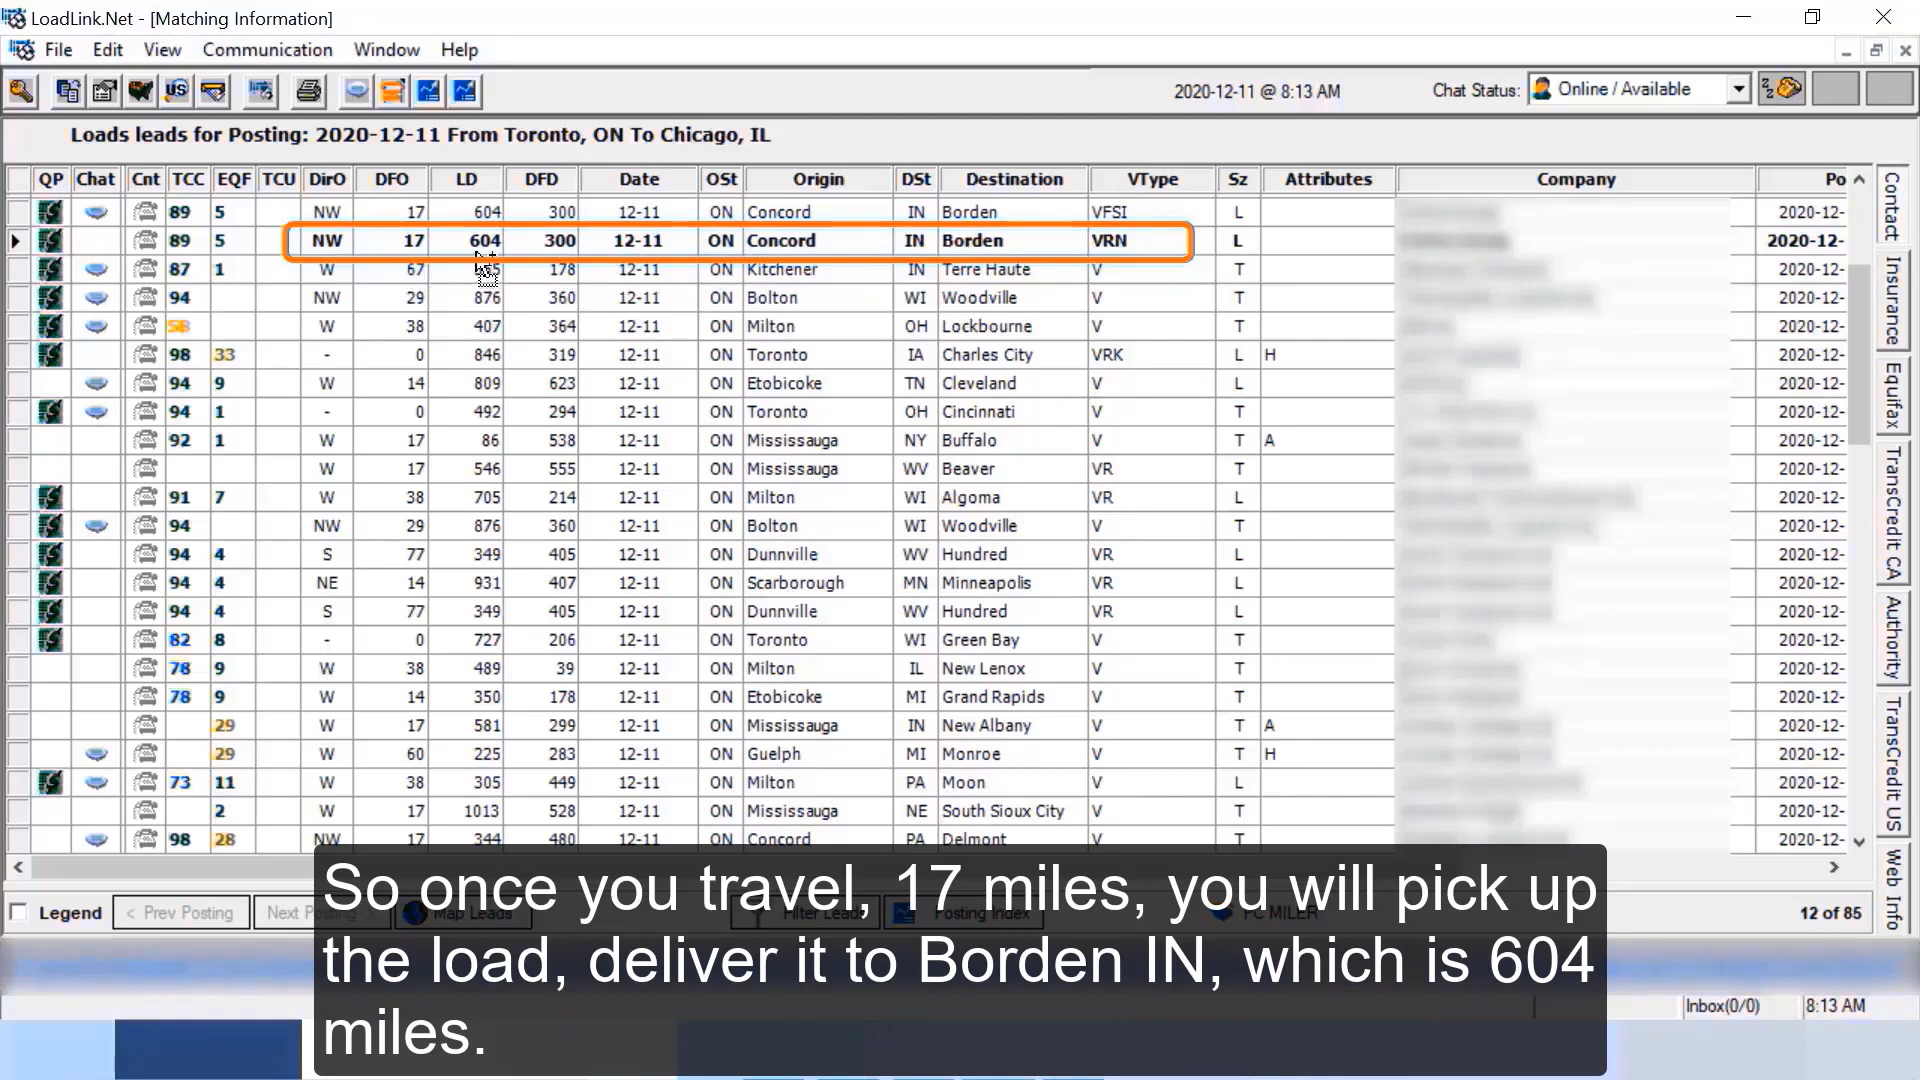 LoadLink.Net - [Matching Information]
File Edit View Communication Window Help
2020-12-11 @ 8:13 AM Chat Status: Online / Available
Loads leads for Posting: 2020-12-11 From Toronto, ON To Chicago, IL
QP Chat Cnt TCC EQF TCU DirO DFO LD DFD Date OSt Origin DSt Destination VType Sz Attributes Company Po
89 5 NW 17 604 300 12-11 ON Concord IN Borden VFSI L 2020-12-
89 5 NW 17 604 300 12-11 ON Concord IN Borden VRN L 2020-12-
87 1 W 67 178 12-11 ON Kitchener IN Terre Haute V T 2020-12-
94 NW 29 876 360 12-11 ON Bolton WI Woodville V T 2020-12-
SB W 38 407 364 12-11 ON Milton OH Lockbourne V T 2020-12-
98 33 - 0 846 319 12-11 ON Toronto IA Charles City VRK L H 2020-12-
94 9 W 14 809 623 12-11 ON Etobicoke TN Cleveland V L 2020-12-
94 1 - 0 492 294 12-11 ON Toronto OH Cincinnati V T 2020-12-
92 1 W 17 86 538 12-11 ON Mississauga NY Buffalo V T A 2020-12-
W 17 546 555 12-11 ON Mississauga WV Beaver VR T 2020-12-
91 7 W 38 705 214 12-11 ON Milton WI Algoma VR L 2020-12-
94 NW 29 876 360 12-11 ON Bolton WI Woodville V T 2020-12-
94 4 S 77 349 405 12-11 ON Dunnville WV Hundred VR L 2020-12-
94 4 NE 14 931 407 12-11 ON Scarborough MN Minneapolis VR L 2020-12-
94 4 S 77 349 405 12-11 ON Dunnville WV Hundred VR L 2020-12-
82 8 - 0 727 206 12-11 ON Toronto WI Green Bay V T 2020-12-
78 9 W 38 489 39 12-11 ON Milton IL New Lenox V T 2020-12-
78 9 W 14 350 178 12-11 ON Etobicoke MI Grand Rapids V T 2020-12-
29 W 17 581 299 12-11 ON Mississauga IN New Albany V T A 2020-12-
29 W 60 225 283 12-11 ON Guelph MI Monroe V T H 2020-12-
73 11 W 38 305 449 12-11 ON Milton PA Moon V L 2020-12-
2 W 17 1013 528 12-11 ON Mississauga NE South Sioux City V T 2020-12-
98 28 NW 17 344 480 12-11 ON Concord PA Delmont V T 2020-12-
Contact
Insurance
Equifax
TransCredit CA
Authority
TransCredit US
Web Info
Legend < Prev Posting Next Posting > Map Leads Filter Leads Posting Index PC MILER 12 of 85
So once you travel, 17 miles, you will pick up
the load, deliver it to Borden IN, which is 604
miles.
Inbox(0/0) 8:13 AM